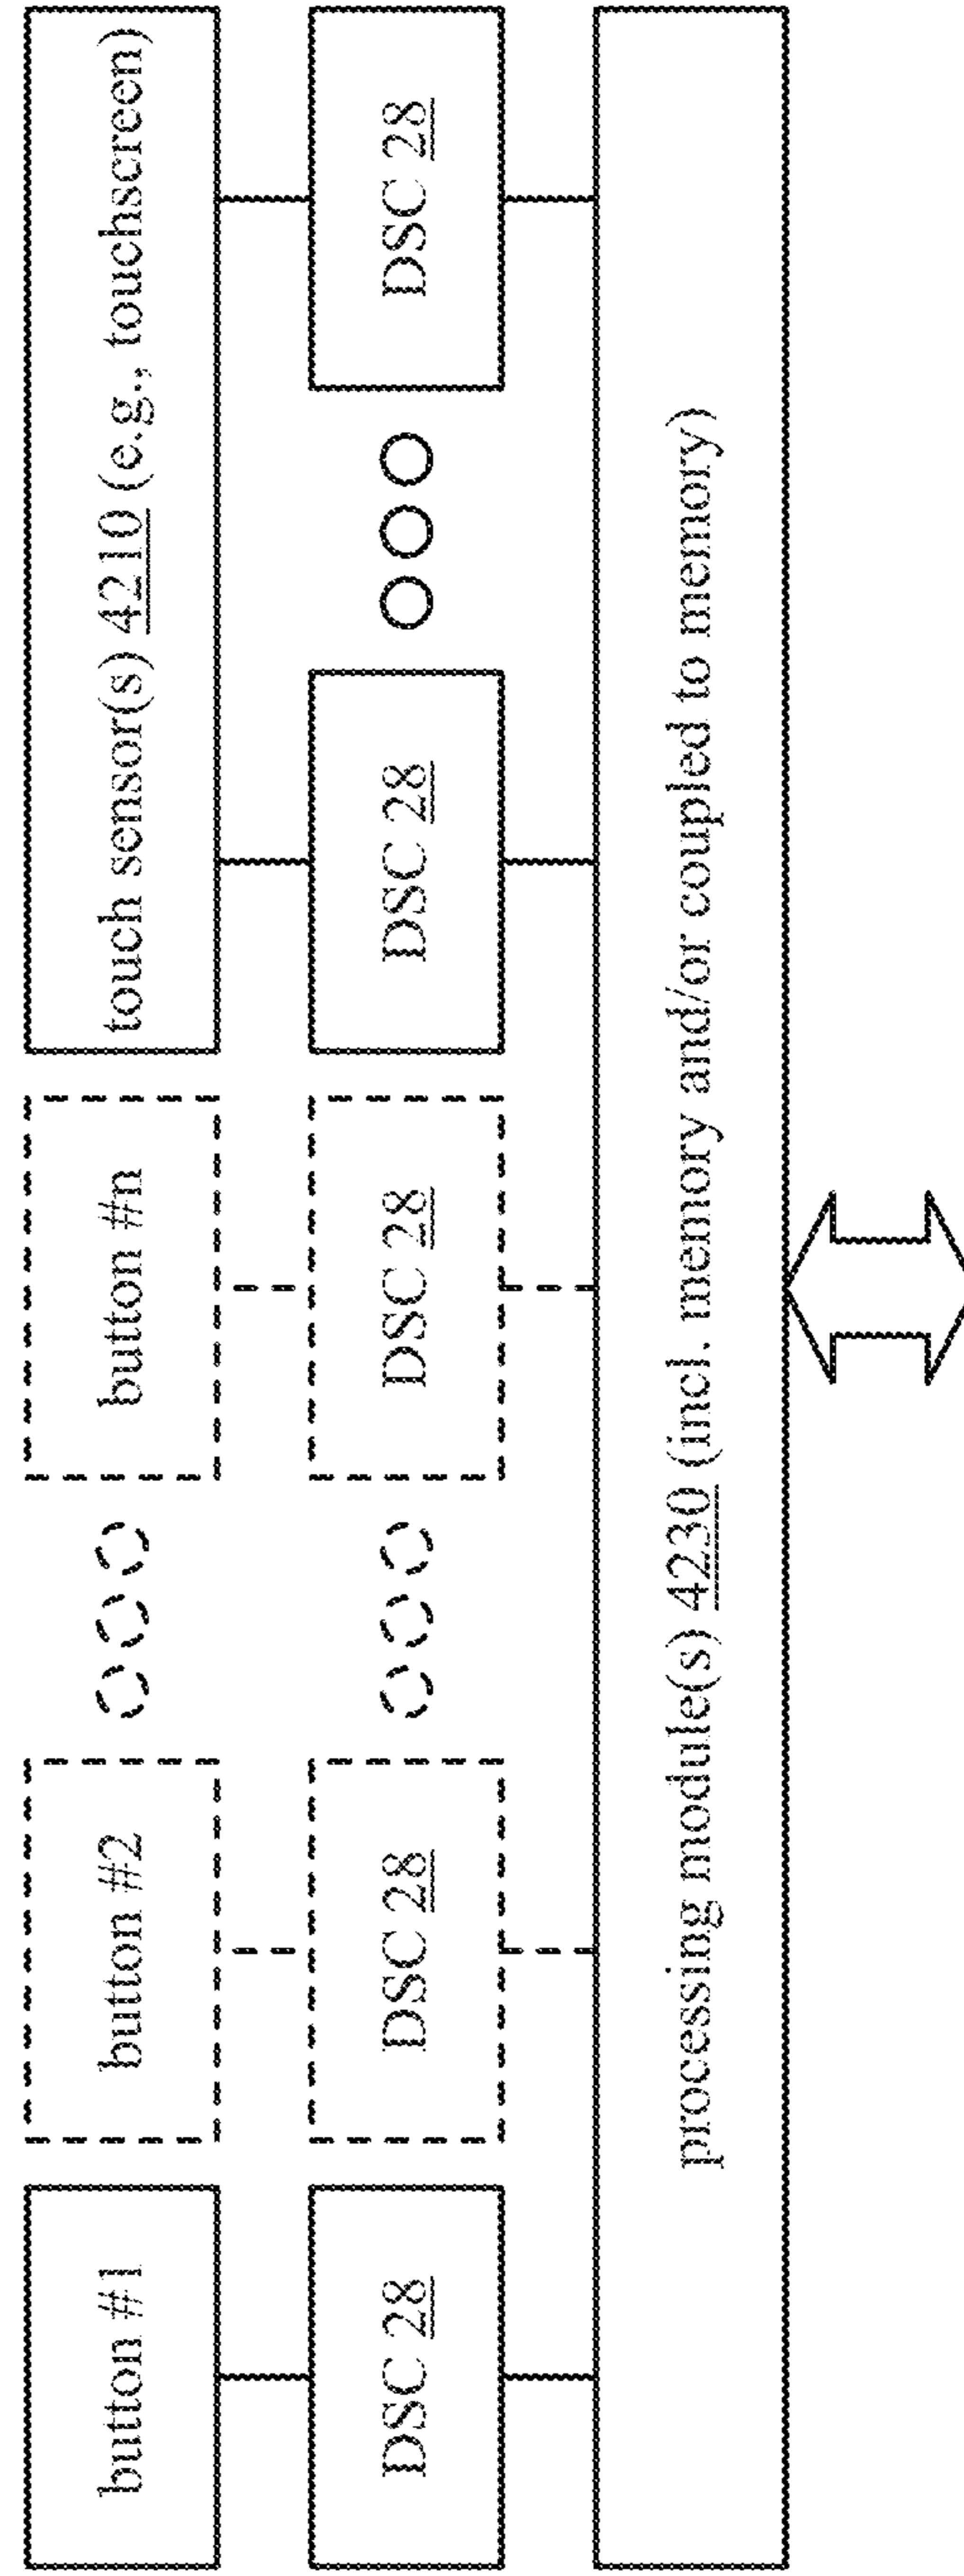 button #1
button #2
button #n
touch sensor(s) 4210 (e.g., touchscreen)
DSC 28
DSC 28
DSC 28
DSC 28
DSC 28
processing module(s) 4230 (incl. memory and/or coupled to memory)